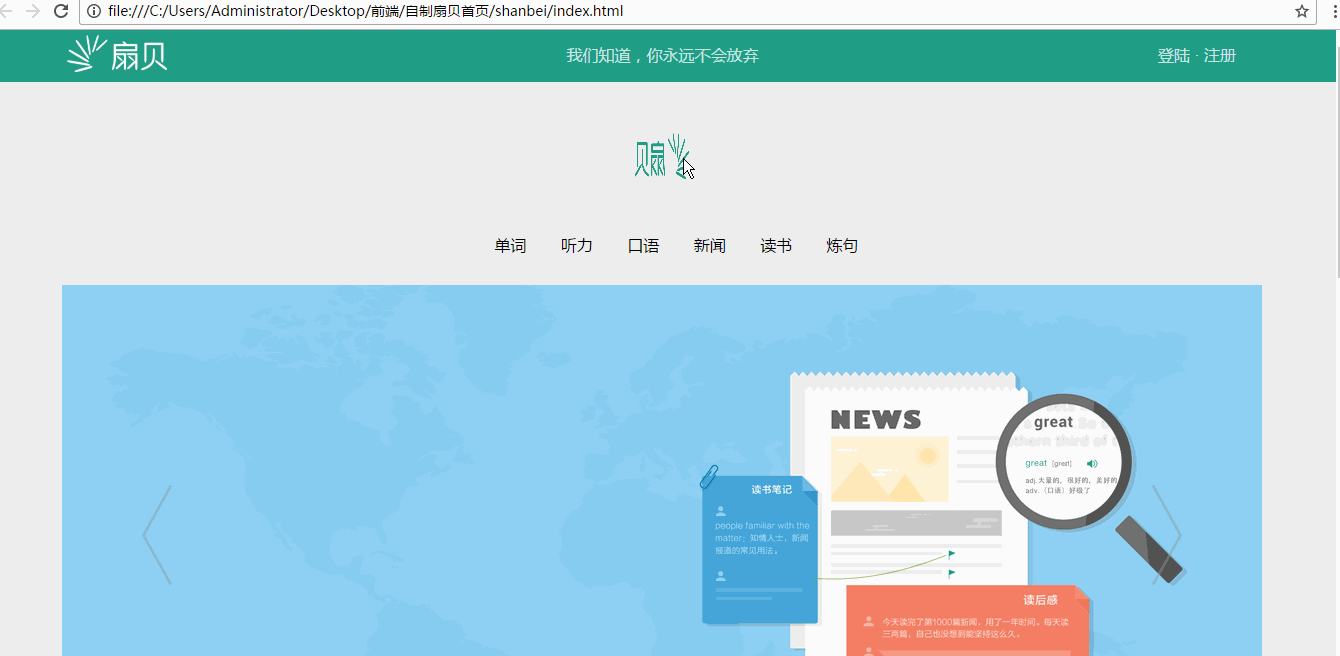 file:///C:/Users/Administrator/Desktop/前端/自制扇贝首页/shanbei/index.html
扇贝
我们知道，你永远不会放弃
登陆 · 注册
扇贝
单词 听力 口语 新闻 读书 炼句
NEWS
great
great [greɪt]
adj.大量的，很好的，美好的
adv.（口语）好极了
读书笔记
people familiar with the
matter：知情人士，新闻
频道的常见用法。
读后感
今天读完了第1000篇新闻，用了一年时间。每天读
三两篇，自己也没想到能坚持这么久。